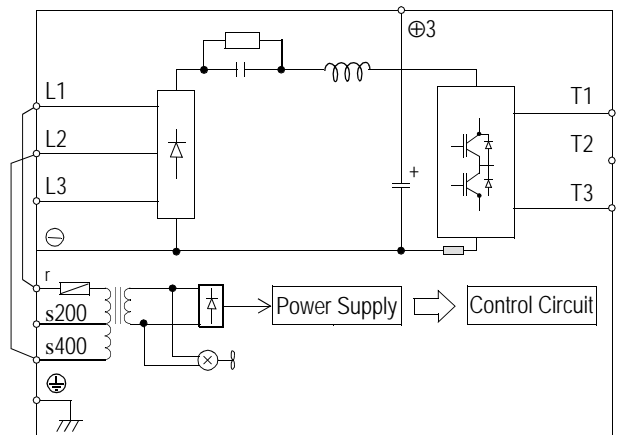 ⊕3
L1
T1
L2
T2
L3
T3
+
⊖
r
s200
Power Supply
Control Circuit
s400